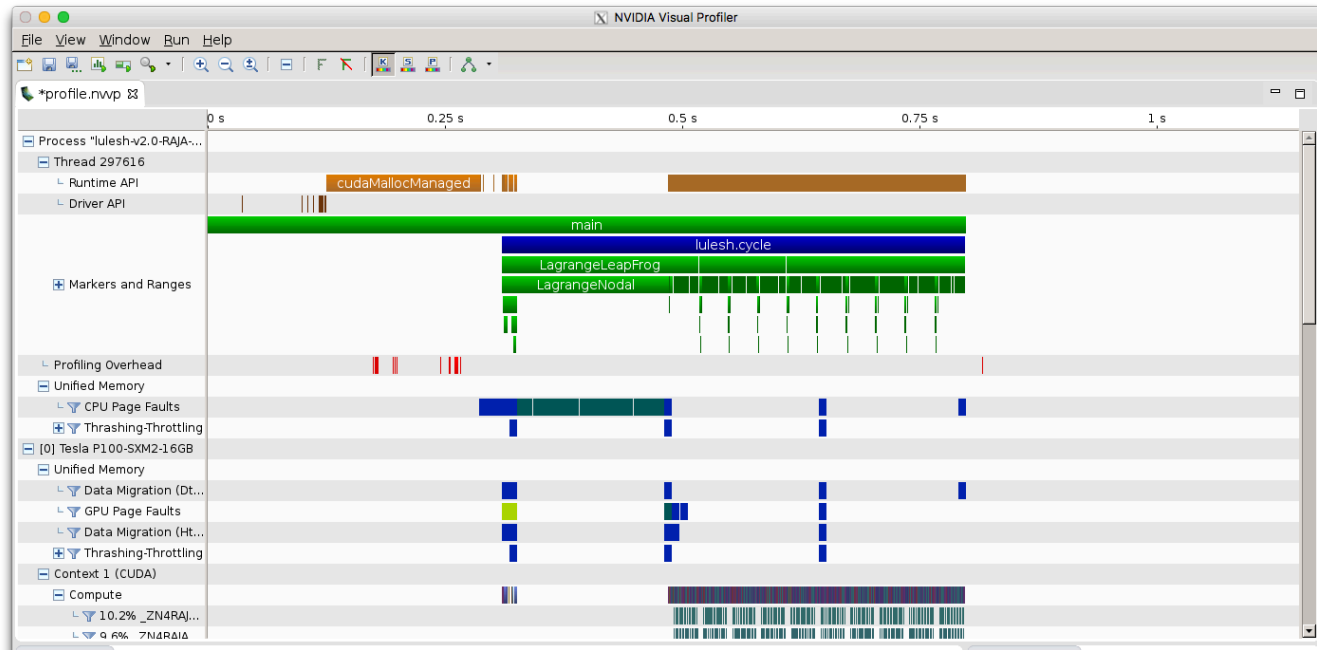 NVIDIA Visual Profiler
File View Window Run Help
*profile.nvvp
0 s 0.25 s 0.5 s 0.75 s 1 s
Process "lulesh-v2.0-RAJA-...
Thread 297616
Runtime API cudaMallocManaged
Driver API
main
lulesh.cycle
LagrangeLeapFrog
Markers and Ranges LagrangeNodal
Profiling Overhead
Unified Memory
CPU Page Faults
Thrashing-Throttling
[0] Tesla P100-SXM2-16GB
Unified Memory
Data Migration (Dt...
GPU Page Faults
Data Migration (Ht...
Thrashing-Throttling
Context 1 (CUDA)
Compute
10.2% _ZN4RAJ...
9.6% _ZN4RAJA